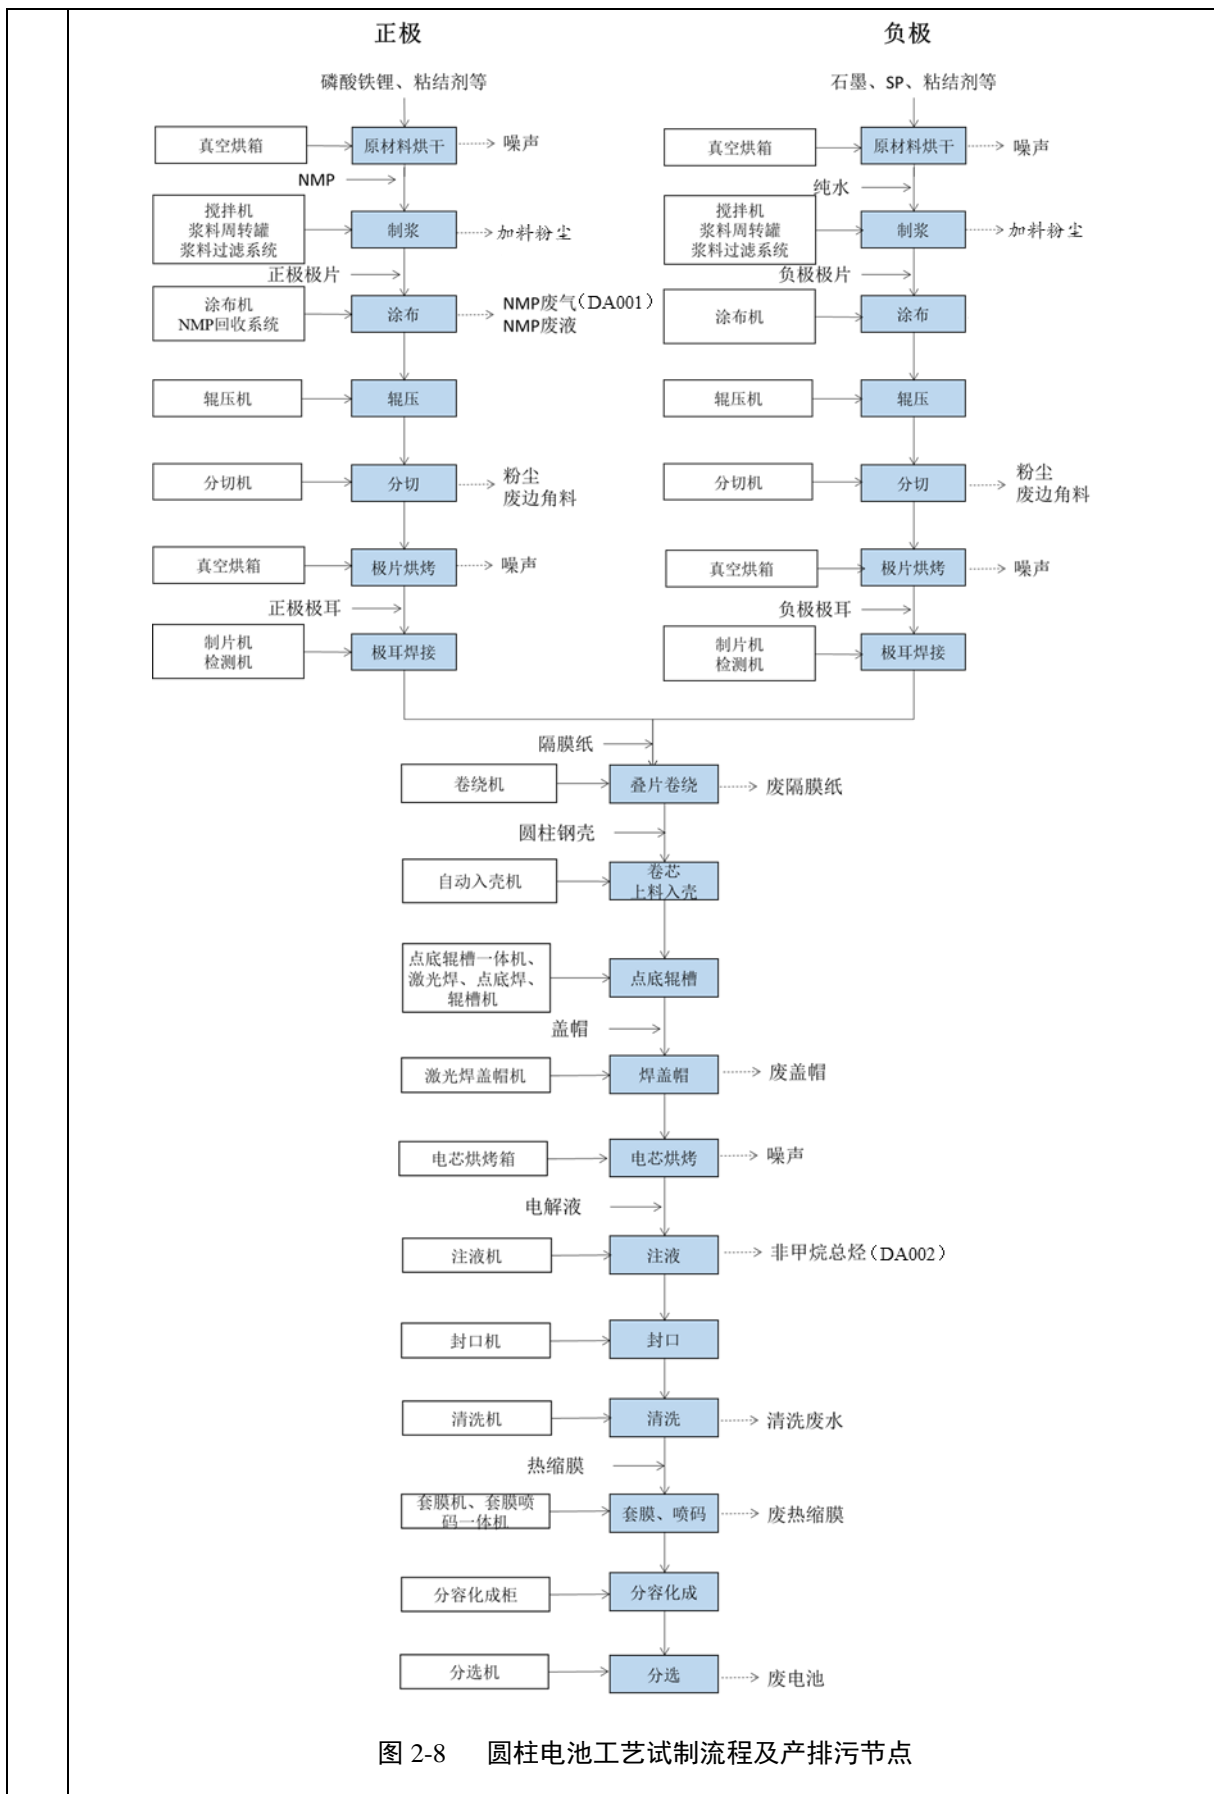 正极
负极
磷酸铁锂、粘结剂等
石墨、SP、粘结剂等
真空烘箱
原材料烘干
噪声
真空烘箱
原材料烘干
噪声
NMP
纯水
搅拌机
浆料周转罐
浆料过滤系统
制浆
加料粉尘
搅拌机
浆料周转罐
浆料过滤系统
制浆
加料粉尘
正极极片
负极极片
涂布机
NMP回收系统
涂布
NMP废气（DA001）
NMP废液
涂布机
涂布
辊压机
辊压
辊压机
辊压
分切机
分切
粉尘
废边角料
分切机
分切
粉尘
废边角料
真空烘箱
极片烘烤
噪声
真空烘箱
极片烘烤
噪声
正极极耳
负极极耳
制片机
检测机
极耳焊接
制片机
检测机
极耳焊接
隔膜纸
卷绕机
叠片卷绕
废隔膜纸
圆柱钢壳
自动入壳机
卷芯
上料入壳
点底辊槽一体机、
激光焊、点底焊、
辊槽机
点底辊槽
盖帽
激光焊盖帽机
焊盖帽
废盖帽
电芯烘烤箱
电芯烘烤
噪声
电解液
注液机
注液
非甲烷总烃（DA002）
封口机
封口
清洗机
清洗
清洗废水
热缩膜
套膜机、套膜喷
码一体机
套膜、喷码
废热缩膜
分容化成柜
分容化成
分选机
分选
废电池
图 2-8 圆柱电池工艺试制流程及产排污节点